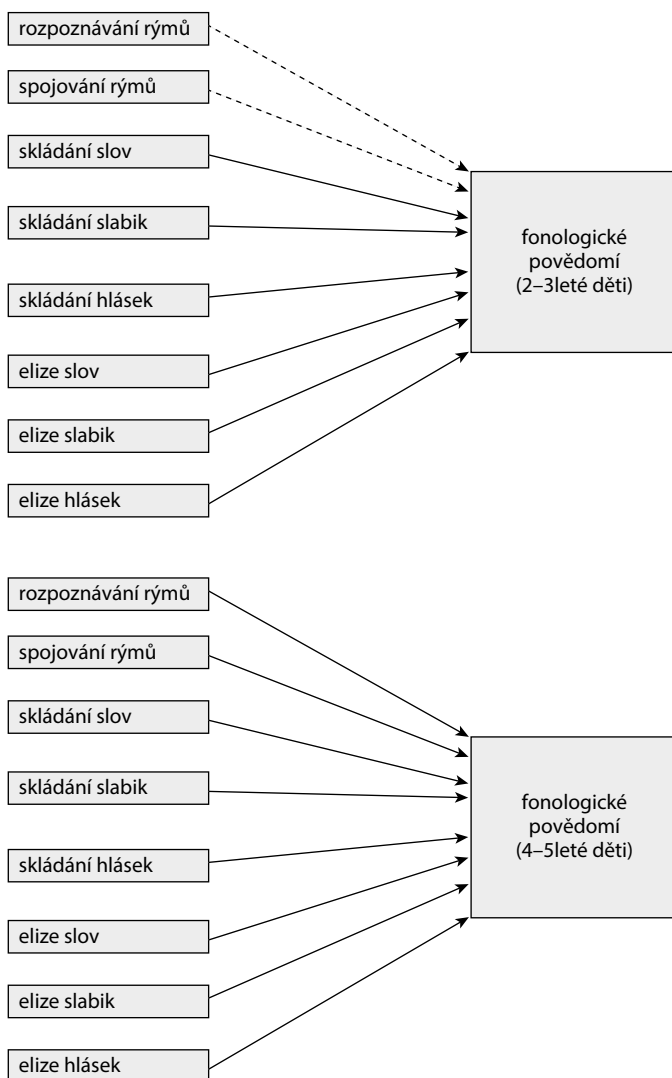 rozpoznávání rýmů
spojování rýmů
skládání slov
skládání slabik
skládání hlásek
elize slov
elize slabik
elize hlásek
fonologické
povědomí
(2–3leté děti)
rozpoznávání rýmů
spojování rýmů
skládání slov
skládání slabik
skládání hlásek
elize slov
elize slabik
elize hlásek
fonologické
povědomí
(4–5leté děti)